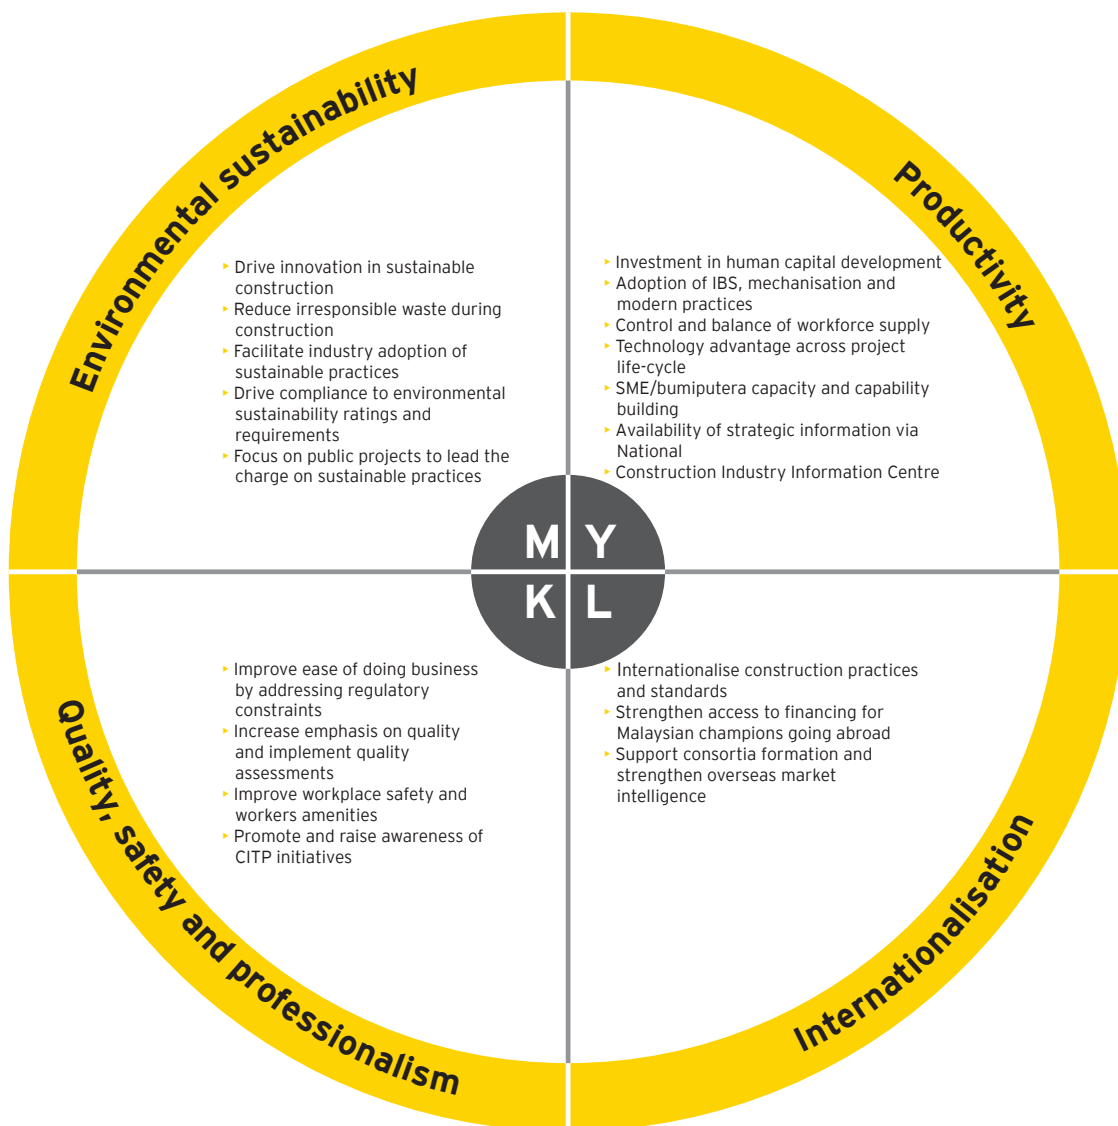 Environmental sustainability
▸ Drive innovation in sustainable
construction
▸ Reduce irresponsible waste during
construction
▸ Facilitate industry adoption of
sustainable practices
▸ Drive compliance to environmental
sustainability ratings and
requirements
▸ Focus on public projects to lead the
charge on sustainable practices
Productivity
▸ Investment in human capital development
▸ Adoption of IBS, mechanisation and
modern practices
▸ Control and balance of workforce supply
▸ Technology advantage across project
life-cycle
▸ SME/bumiputera capacity and capability
building
▸ Availability of strategic information via
National
▸ Construction Industry Information Centre
M Y
K L
Quality, safety and professionalism
▸ Improve ease of doing business
by addressing regulatory
constraints
▸ Increase emphasis on quality
and implement quality
assessments
▸ Improve workplace safety and
workers amenities
▸ Promote and raise awareness of
CITP initiatives
Internationalisation
▸ Internationalise construction practices
and standards
▸ Strengthen access to financing for
Malaysian champions going abroad
▸ Support consortia formation and
strengthen overseas market
intelligence